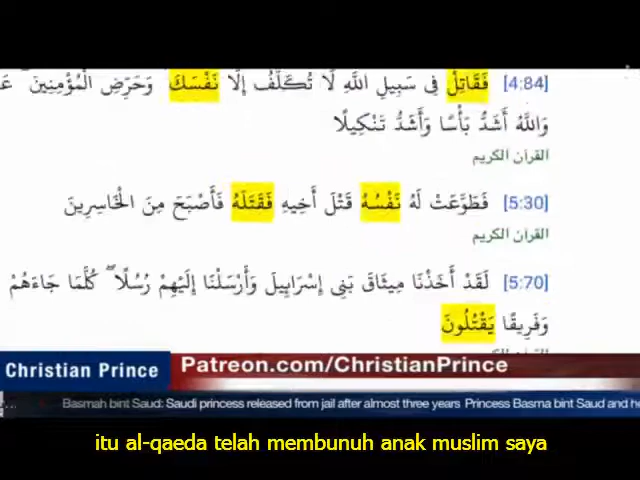 [4:84] فَقَاتِلْ فِي سَبِيلِ اللَّهِ لَا تُكَلَّفُ إِلَّا نَفْسَكَ وَحَرِّضِ الْمُؤْمِنِينَ
وَاللَّهُ أَشَدُّ بَأْسًا وَأَشَدُّ تَنْكِيلًا
القرآن الكريم
[5:30] فَطَوَّعَتْ لَهُ نَفْسُهُ قَتْلَ أَخِيهِ فَقَتَلَهُ فَأَصْبَحَ مِنَ الْخَاسِرِينَ
القرآن الكريم
[5:70] لَقَدْ أَخَذْنَا مِيثَاقَ بَنِي إِسْرَائِيلَ وَأَرْسَلْنَا إِلَيْهِمْ رُسُلًا ۖ كُلَّمَا جَاءَهُمْ
وَفَرِيقًا يَقْتُلُونَ
Christian Prince
Patreon.com/ChristianPrince
Basmah bint Saud: Saudi princess released from jail after almost three years Princess Basma bint Saud and he
itu al-qaeda telah membunuh anak muslim saya